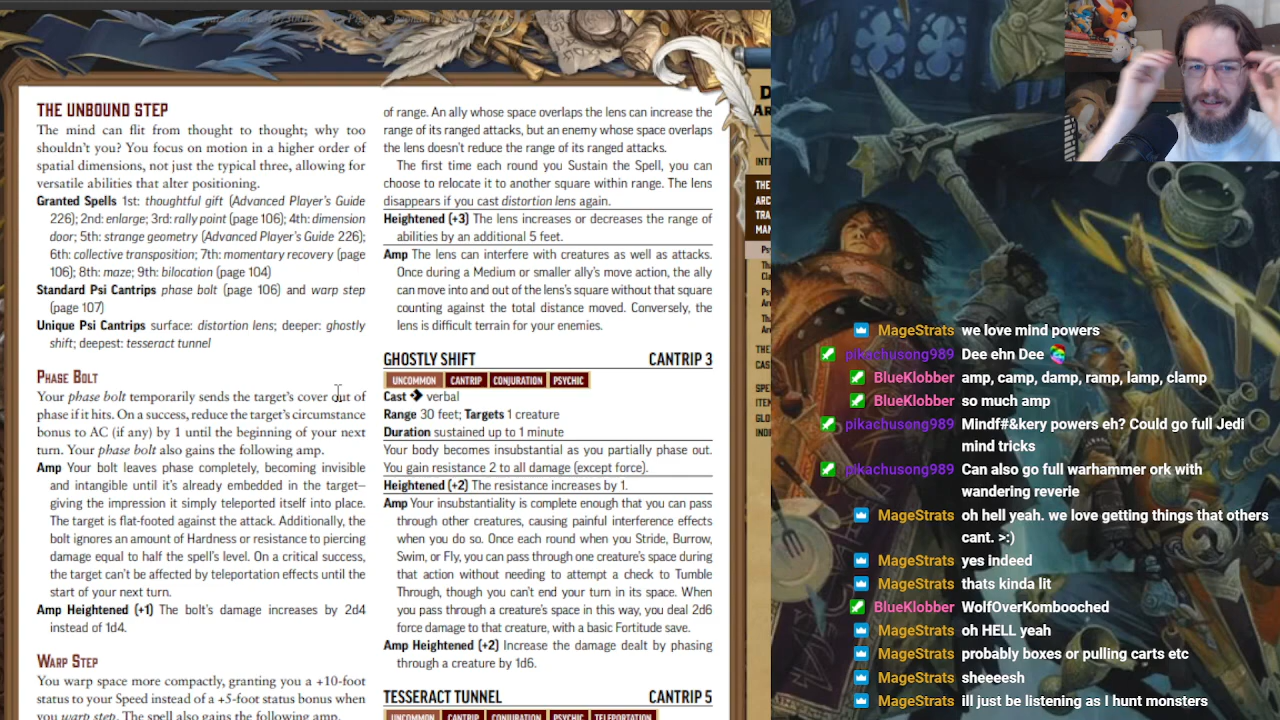 THE UNBOUND STEP
The mind can flit from thought to thought; why too
shouldn't you? You focus on motion in a higher order of
spatial dimensions, not just the typical three, allowing for
versatile abilities that alter positioning.
Granted Spells 1st: thoughtful gift (Advanced Player's Guide
226); 2nd: enlarge; 3rd: rally point (page 106); 4th: dimension
door; 5th: strange geometry (Advanced Player's Guide 226);
6th: collective transposition; 7th: momentary recovery (page
106); 8th: maze; 9th: bilocation (page 104)
Standard Psi Cantrips phase bolt (page 106) and warp step
(page 107)
Unique Psi Cantrips surface: distortion lens; deeper: ghostly
shift; deepest: tesseract tunnel
PHASE BOLT
Your phase bolt temporarily sends the target's cover out of
phase if it hits. On a success, reduce the target's circumstance
bonus to AC (if any) by 1 until the beginning of your next
turn. Your phase bolt also gains the following amp.
Amp Your bolt leaves phase completely, becoming invisible
and intangible until it's already embedded in the target—
giving the impression it simply teleported itself into place.
The target is flat-footed against the attack. Additionally, the
bolt ignores an amount of Hardness or resistance to piercing
damage equal to half the spell's level. On a critical success,
the target can't be affected by teleportation effects until the
start of your next turn.
Amp Heightened (+1) The bolt's damage increases by 2d4
instead of 1d4.
WARP STEP
You warp space more compactly, granting you a +10-foot
status to your Speed instead of a +5-foot status bonus when
you warp step. The spell also gains the following amp.
of range. An ally whose space overlaps the lens can increase the
range of its ranged attacks, but an enemy whose space overlaps
the lens doesn't reduce the range of its ranged attacks.
The first time each round you Sustain the Spell, you can
choose to relocate it to another square within range. The lens
disappears if you cast distortion lens again.
Heightened (+3) The lens increases or decreases the range of
abilities by an additional 5 feet.
Amp The lens can interfere with creatures as well as attacks.
Once during a Medium or smaller ally's move action, the ally
can move into and out of the lens's square without that square
counting against the total distance moved. Conversely, the
lens is difficult terrain for your enemies.
GHOSTLY SHIFT CANTRIP 3
UNCOMMON CANTRIP CONJURATION PSYCHIC
Cast verbal
Range 30 feet; Targets 1 creature
Duration sustained up to 1 minute
Your body becomes insubstantial as you partially phase out.
You gain resistance 2 to all damage (except force).
Heightened (+2) The resistance increases by 1.
Amp Your insubstantiality is complete enough that you can pass
through other creatures, causing painful interference effects
when you do so. Once each round when you Stride, Burrow,
Swim, or Fly, you can pass through one creature's space during
that action without needing to attempt a check to Tumble
Through, though you can't end your turn in its space. When
you pass through a creature's space in this way, you deal 2d6
force damage to that creature, with a basic Fortitude save.
Amp Heightened (+2) Increase the damage dealt by phasing
through a creature by 1d6.
TESSERACT TUNNEL CANTRIP 5
UNCOMMON CANTRIP CONJURATION PSYCHIC TELEPORTATION
MageStrats we love mind powers
pikachusong989 Dee ehn Dee
BlueKlobber amp, camp, damp, ramp, lamp, clamp
BlueKlobber so much amp
pikachusong989 Mindf#&kery powers eh? Could go full Jedi
mind tricks
pikachusong989 Can also go full warhammer ork with
wandering reverie
MageStrats oh hell yeah. we love getting things that others
cant. >:)
MageStrats yes indeed
MageStrats thats kinda lit
BlueKlobber WolfOverKombooched
MageStrats oh HELL yeah
MageStrats probably boxes or pulling carts etc
MageStrats sheeeesh
MageStrats ill just be listening as I hunt monsters